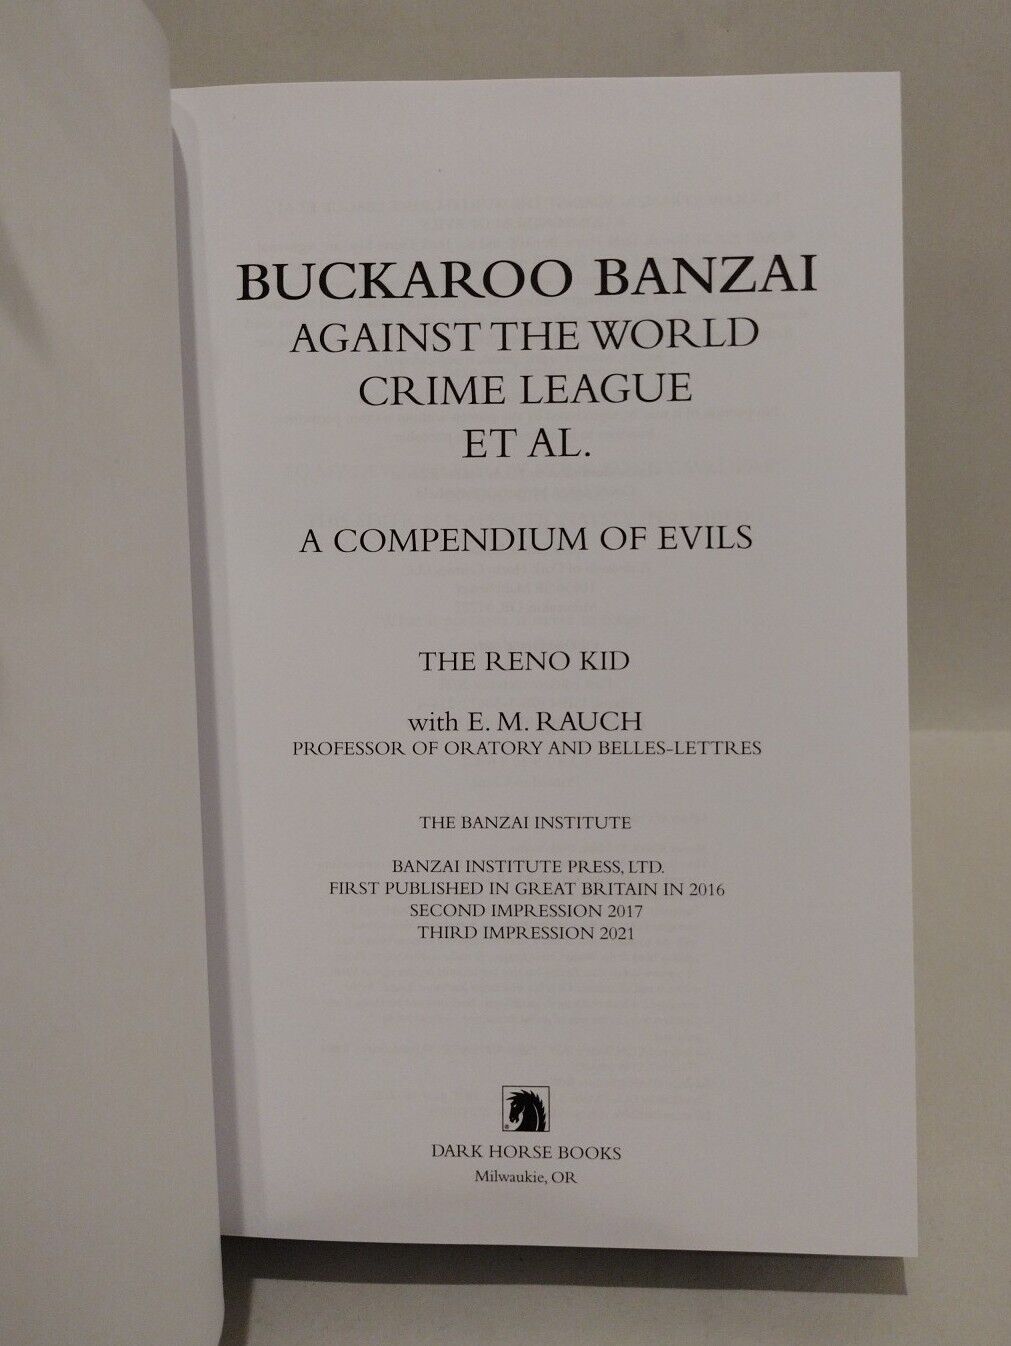 BUCKAROO BANZAI
AGAINST THE WORLD
CRIME LEAGUE
ET AL.
A COMPENDIUM OF EVILS
THE RENO KID
with E. M. RAUCH
PROFESSOR OF ORATORY AND BELLES-LETTRES
THE BANZAI INSTITUTE
BANZAI INSTITUTE PRESS, LTD.
FIRST PUBLISHED IN GREAT BRITAIN IN 2016
SECOND IMPRESSION 2017
THIRD IMPRESSION 2021
®
DARK HORSE BOOKS
Milwaukie, OR